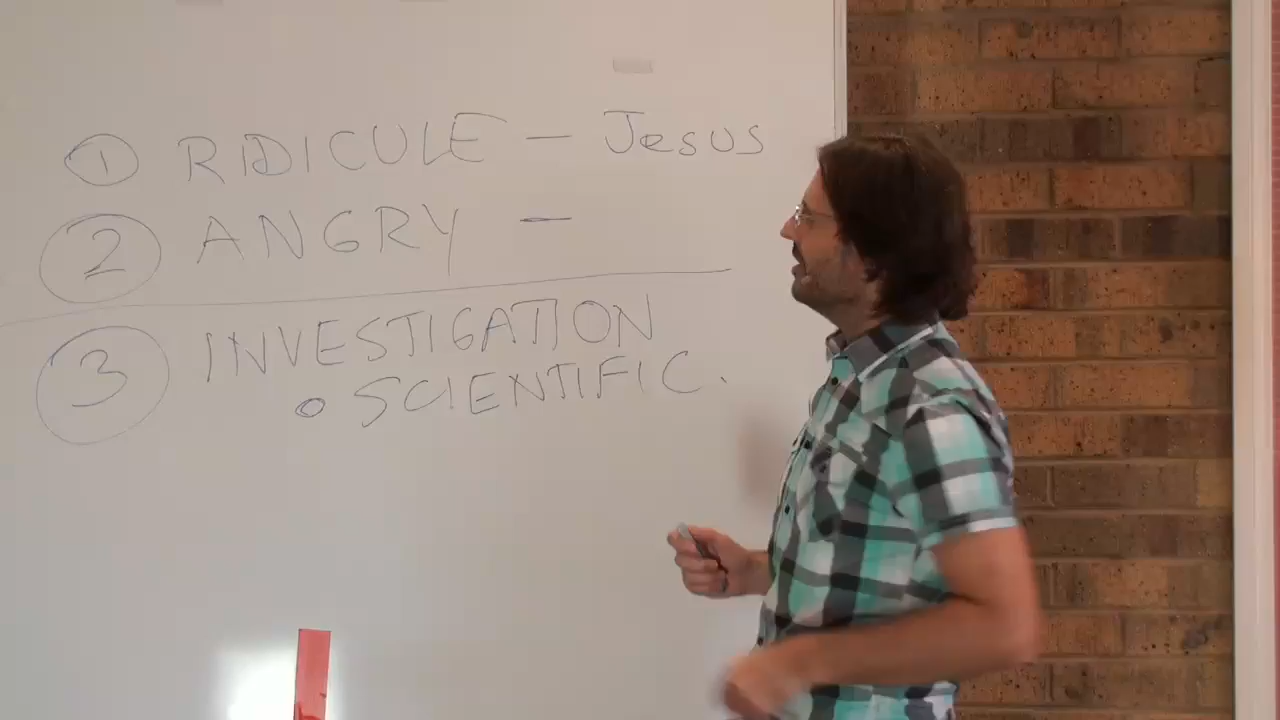 ① RIDICULE — Jesus
② ANGRY —
③ INVESTIGATION
o SCIENTIFIC.